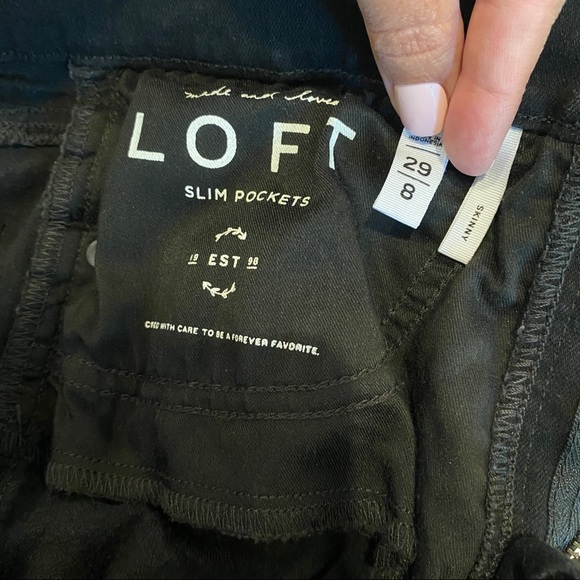 made and loved
LOFT
SLIM POCKETS
19 EST 98
WITH CARE TO BE A FOREVER FAVORITE.
INDONESIA
29
8
SKINNY